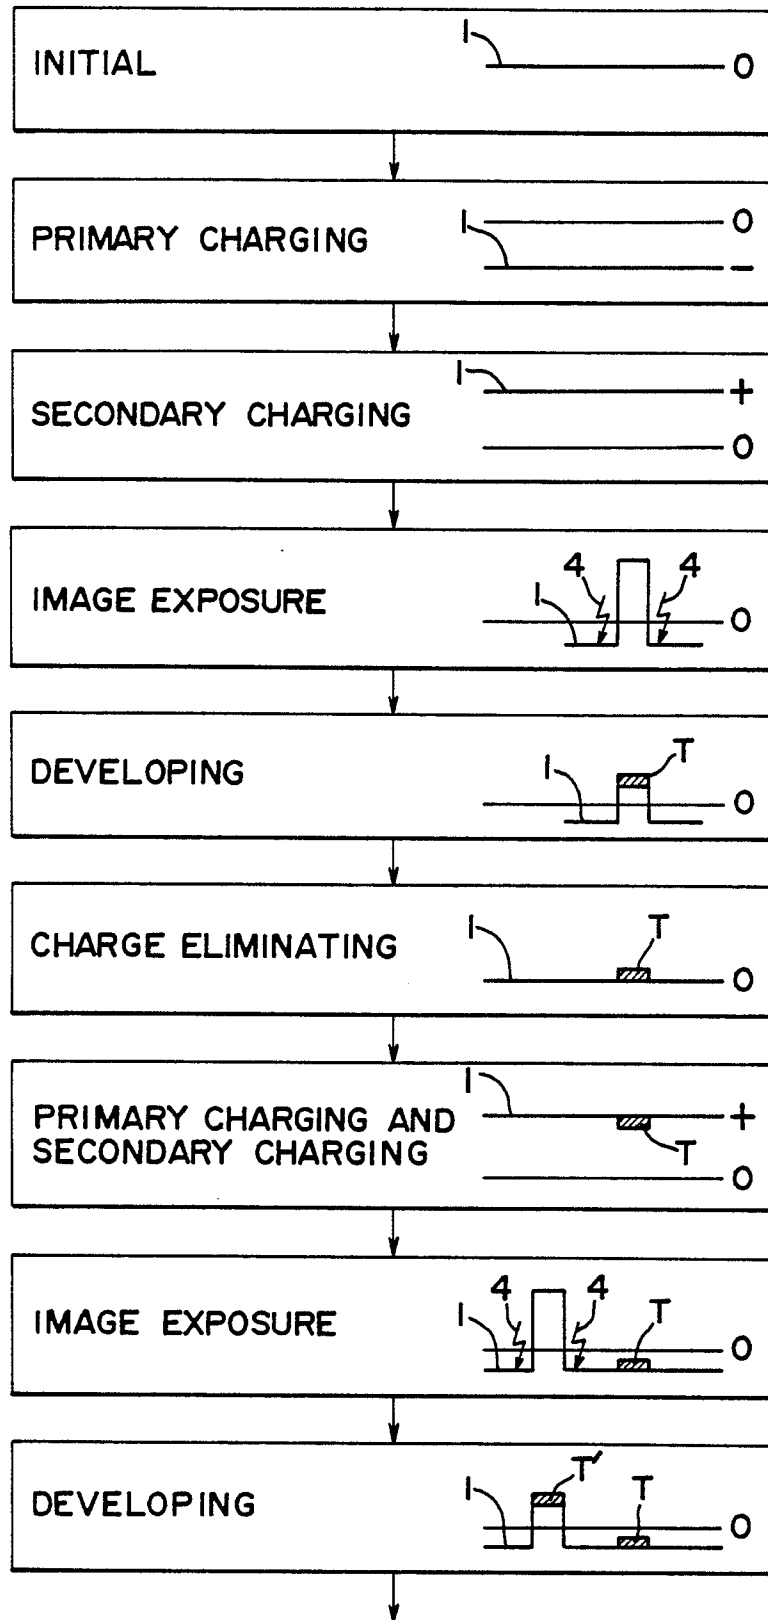 INITIAL
1
0
PRIMARY CHARGING
1
0
−
SECONDARY CHARGING
1
+
0
IMAGE EXPOSURE
4
4
1
0
DEVELOPING
1
T
0
CHARGE ELIMINATING
1
T
0
PRIMARY CHARGING AND
SECONDARY CHARGING
1
+
T
0
IMAGE EXPOSURE
4
4
1
T
0
DEVELOPING
1
T'
T
0